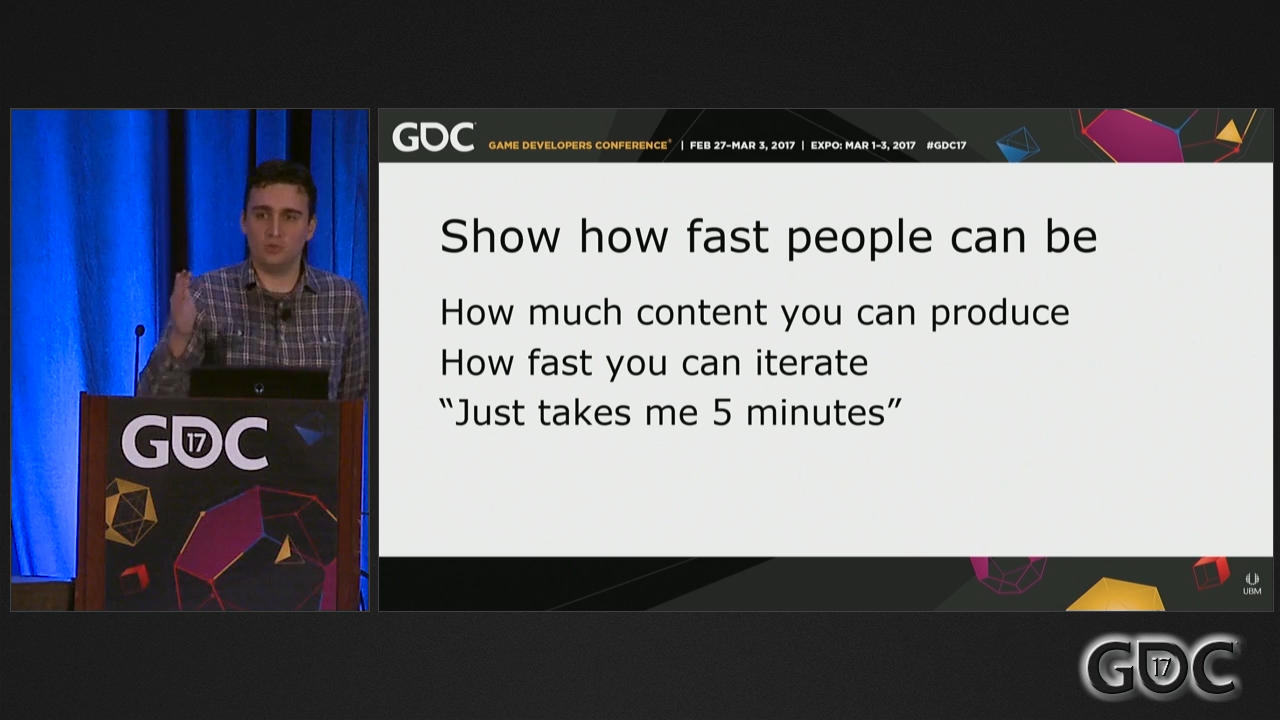 GDC
GAME DEVELOPERS CONFERENCE® | FEB 27–MAR 3, 2017 | EXPO: MAR 1–3, 2017 #GDC17
Show how fast people can be
How much content you can produce
How fast you can iterate
“Just takes me 5 minutes”
GDC
17
UBM
GDC
17